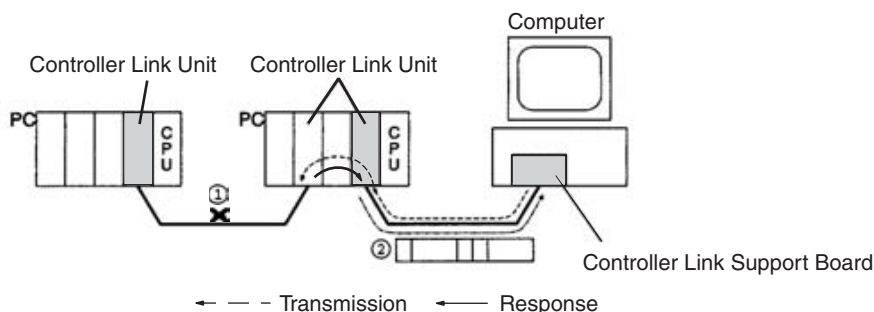 Computer
Controller Link Unit
Controller Link Unit
PC
CPU
PC
CPU
①
②
Controller Link Support Board
Transmission
Response